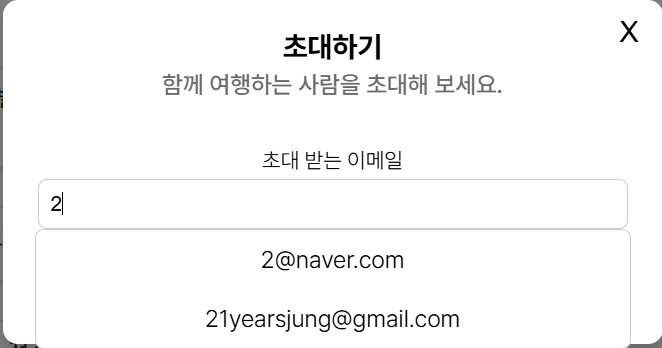 X
초대하기
함께 여행하는 사람을 초대해 보세요.
초대 받는 이메일
2
2@naver.com
21yearsjung@gmail.com